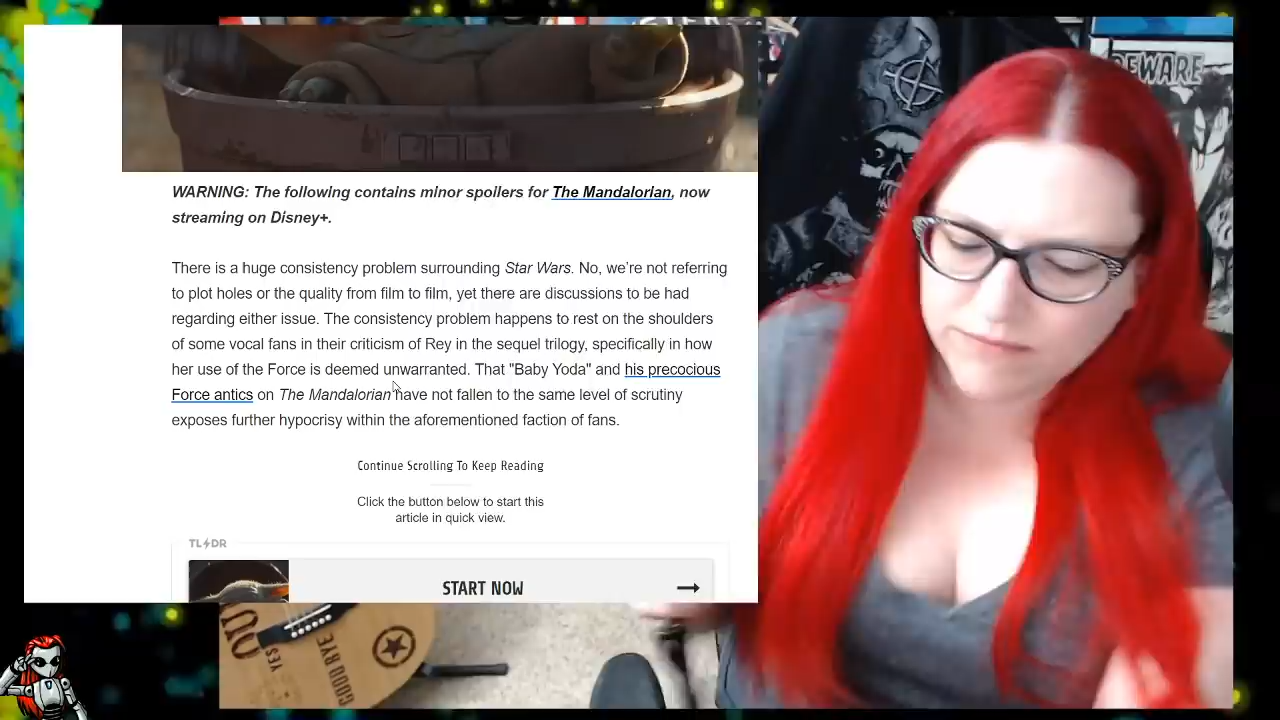 EWARE
WARNING: The following contains minor spoilers for The Mandalorian, now
streaming on Disney+.
There is a huge consistency problem surrounding Star Wars. No, we're not referring
to plot holes or the quality from film to film, yet there are discussions to be had
regarding either issue. The consistency problem happens to rest on the shoulders
of some vocal fans in their criticism of Rey in the sequel trilogy, specifically in how
her use of the Force is deemed unwarranted. That "Baby Yoda" and his precocious
Force antics on The Mandalorian have not fallen to the same level of scrutiny
exposes further hypocrisy within the aforementioned faction of fans.
Continue Scrolling To Keep Reading
Click the button below to start this
article in quick view.
TL DR
START NOW
YES
GOOD BYE